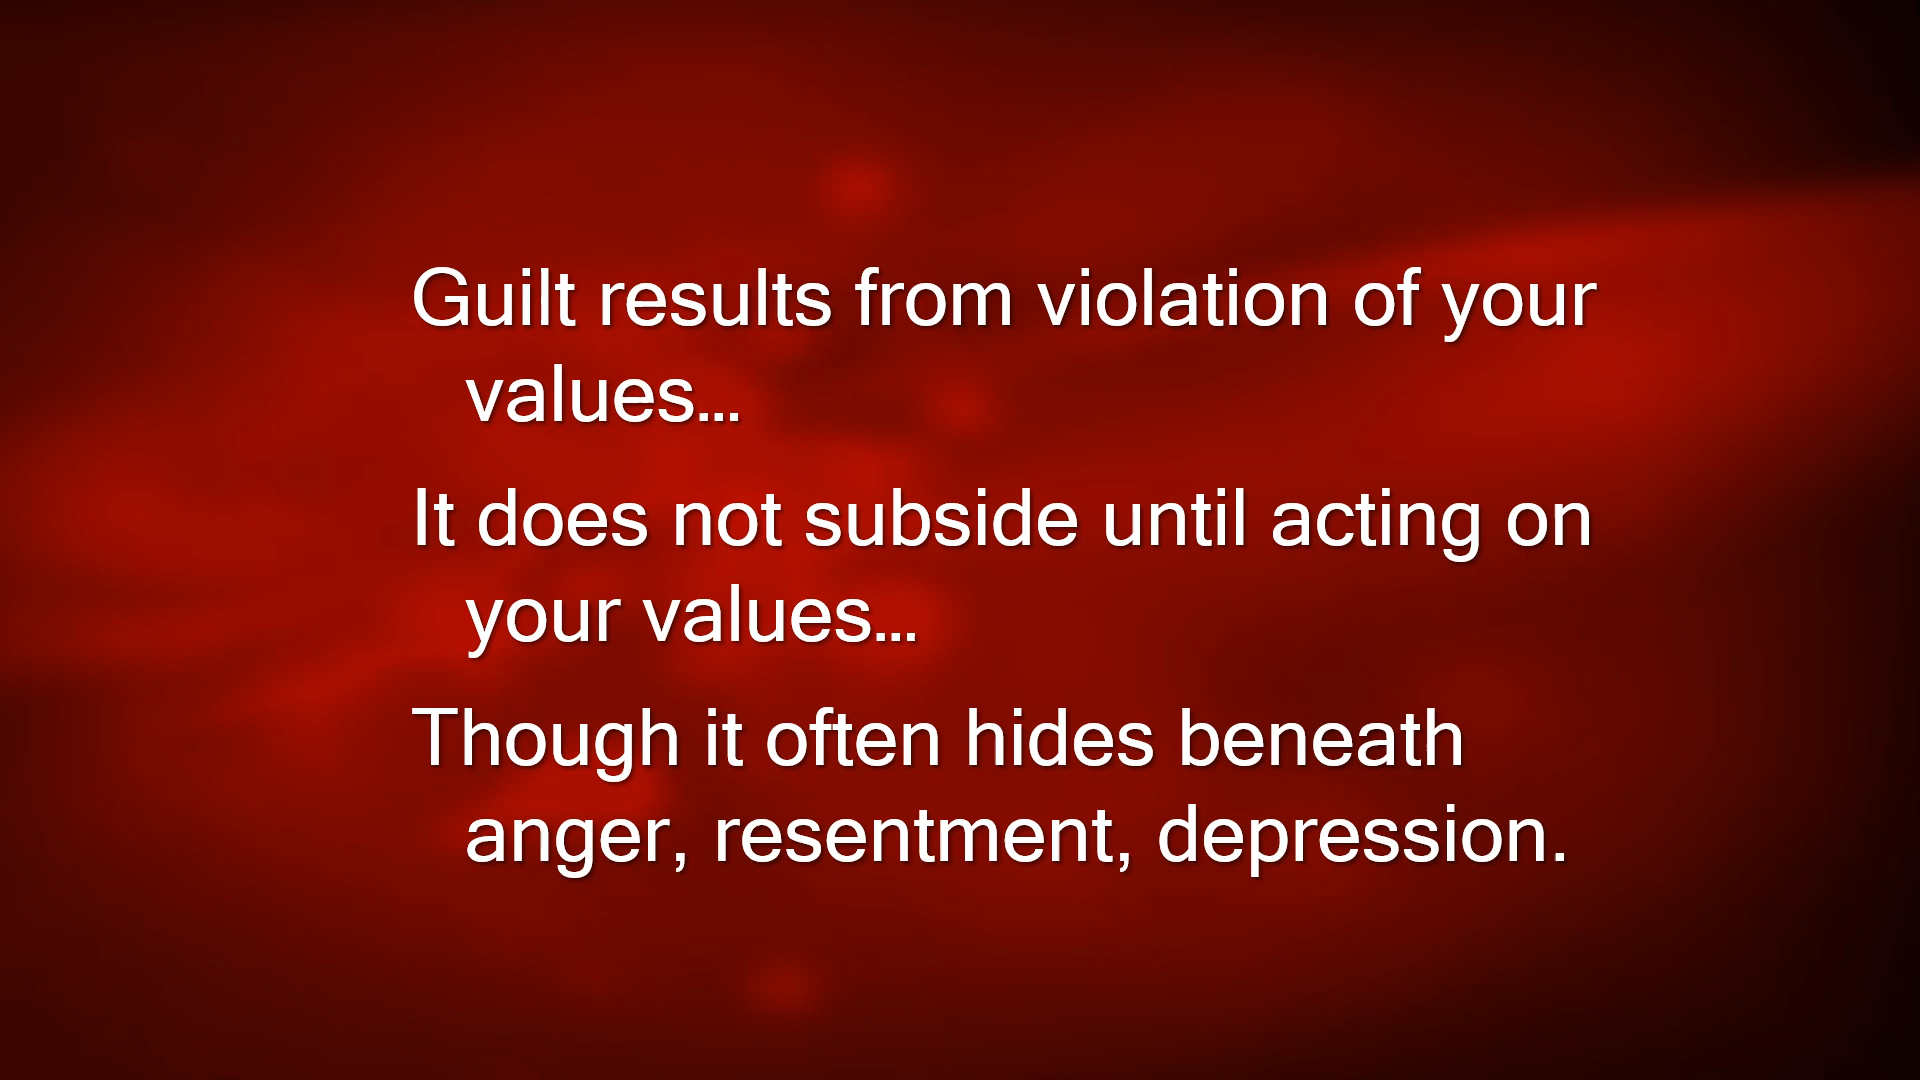 Guilt results from violation of your
values...
It does not subside until acting on
your values...
Though it often hides beneath
anger, resentment, depression.